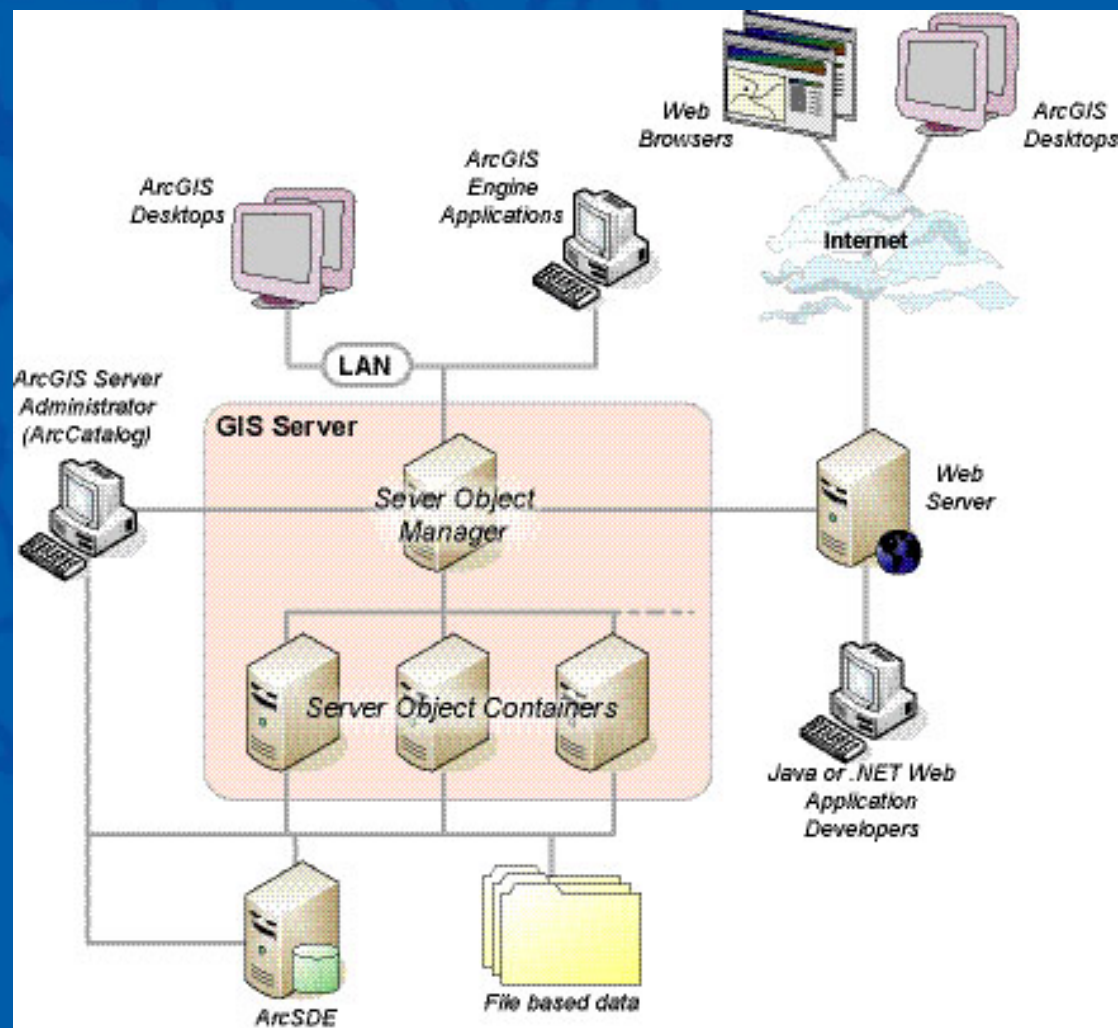 Web
Browsers
ArcGIS
Desktops
ArcGIS
Desktops
ArcGIS
Engine
Applications
Internet
LAN
ArcGIS Server
Administrator
(ArcCatalog)
GIS Server
Sever Object
Manager
Web
Server
Server Object Containers
Java or .NET Web
Application
Developers
ArcSDE
File based data